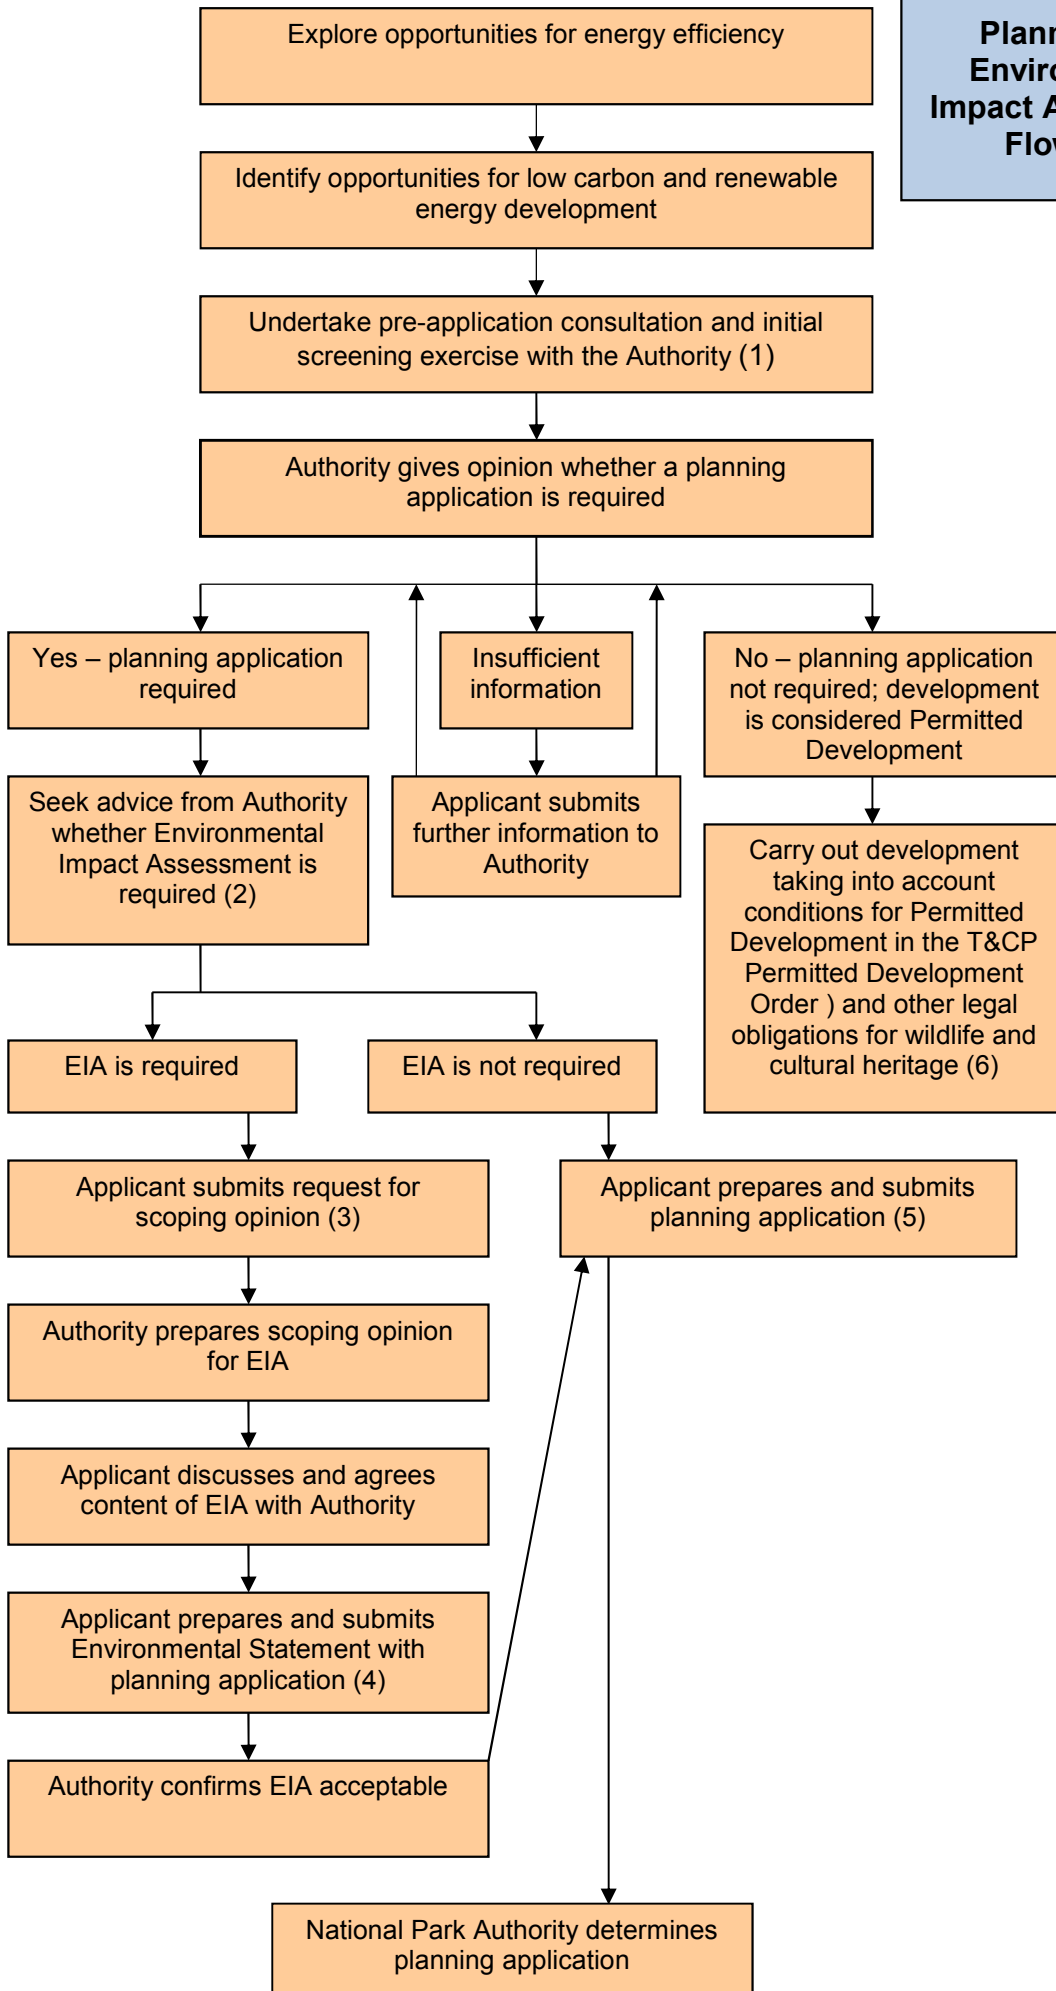 Explore opportunities for energy efficiency
Impact
Identify opportunities for low carbon and renewable
energy development
Undertake pre-application consultation and initial
screening exercise with the Authority (1)
Authority gives opinion whether a planning
application is required
Yes – planning application
required
Insufficient
information
No – planning application
not required; development
is considered Permitted
Development
Seek advice from Authority
whether Environmental
Impact Assessment is
required (2)
Applicant submits
further information to
Authority
Carry out development
taking into account
conditions for Permitted
Development in the T&CP
Permitted Development
Order ) and other legal
obligations for wildlife and
cultural heritage (6)
EIA is required
EIA is not required
Applicant submits request for
scoping opinion (3)
Applicant prepares and submits
planning application (5)
Authority prepares scoping opinion
for EIA
Applicant discusses and agrees
content of EIA with Authority
Applicant prepares and submits
Environmental Statement with
planning application (4)
Authority confirms EIA acceptable
National Park Authority determines
planning application